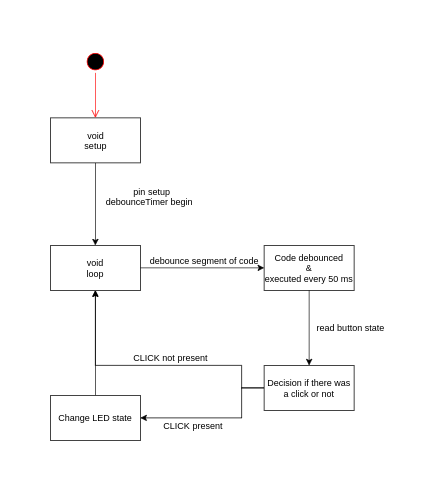 void
setup
pin setup
debounceTimer begin
void
loop
debounce segment of code
Code debounced
&
executed every 50 ms
read button state
CLICK not present
Decision if there was
a click or not
Change LED state
CLICK present